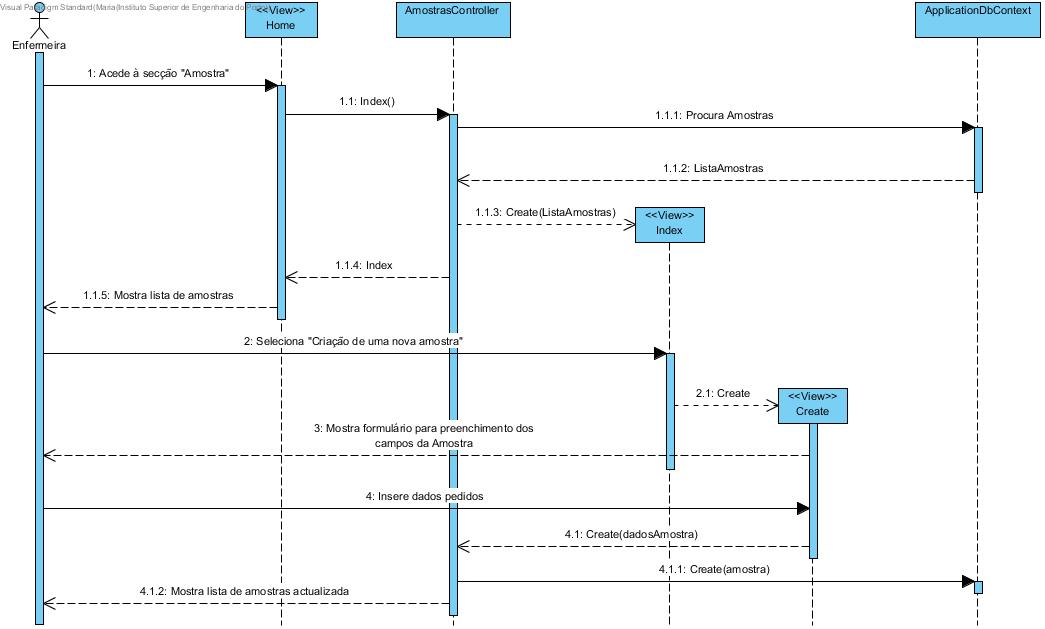 Visual Paradigm Standard(Maria(Instituto Superior de Engenharia do Porto))
<<View>>
Home
AmostrasController
ApplicationDbContext
Enfermeira
1: Acede à secção "Amostra"
1.1: Index()
1.1.1: Procura Amostras
1.1.2: ListaAmostras
1.1.3: Create(ListaAmostras)
<<View>>
Index
1.1.4: Index
1.1.5: Mostra lista de amostras
2: Seleciona "Criação de uma nova amostra"
2.1: Create
<<View>>
Create
3: Mostra formulário para preenchimento dos
campos da Amostra
4: Insere dados pedidos
4.1: Create(dadosAmostra)
4.1.1: Create(amostra)
4.1.2: Mostra lista de amostras actualizada